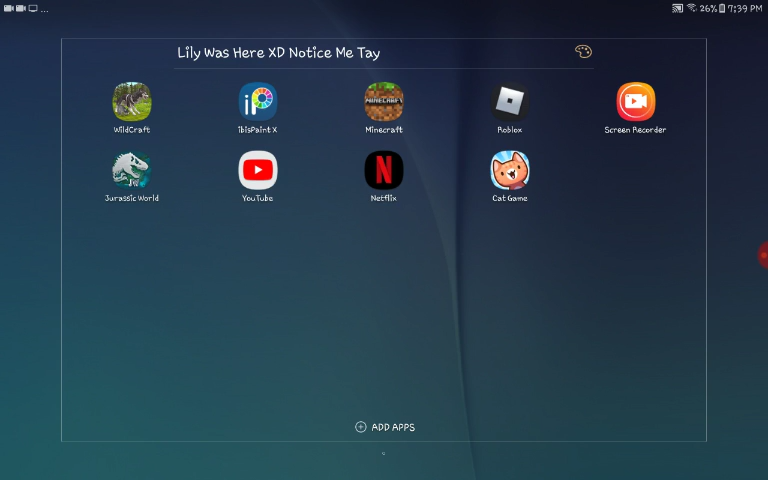 ... 26% 7:39 PM
Lily Was Here XD Notice Me Tay
WildCraft ibisPaint X Minecraft Roblox Screen Recorder
Jurassic World YouTube Netflix Cat Game
ADD APPS